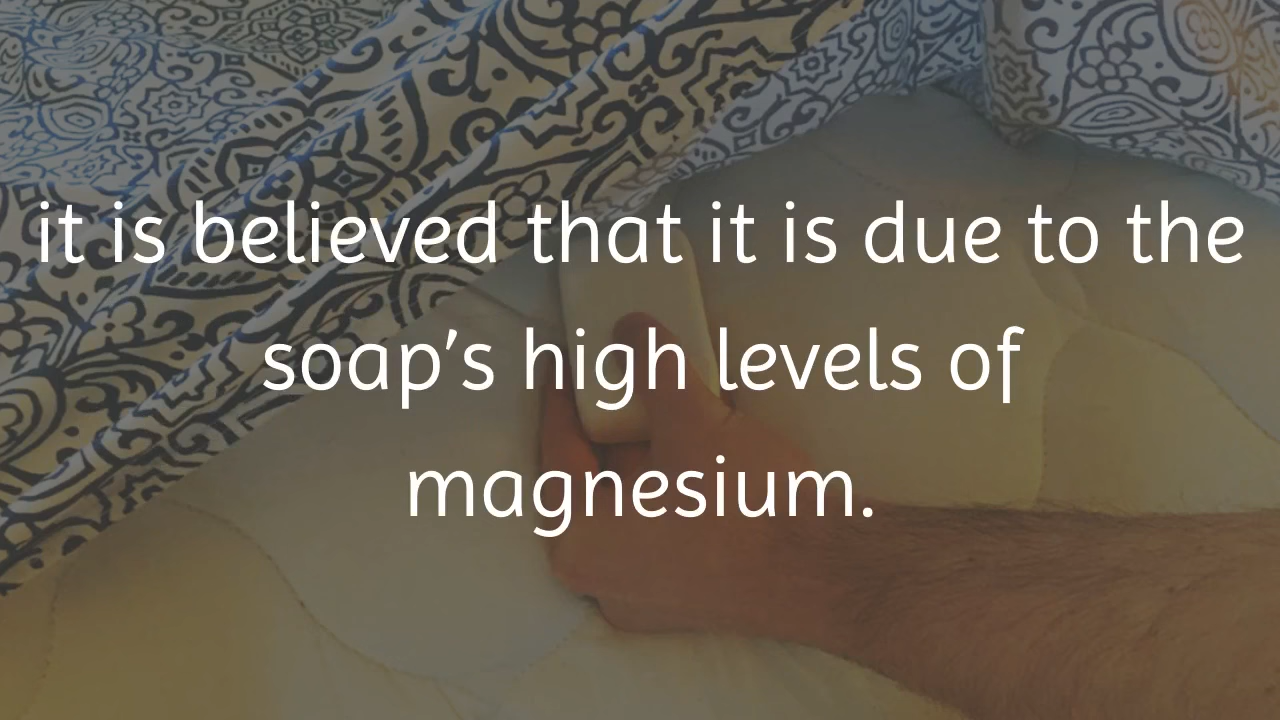 it is believed that it is due to the
soap's high levels of
magnesium.